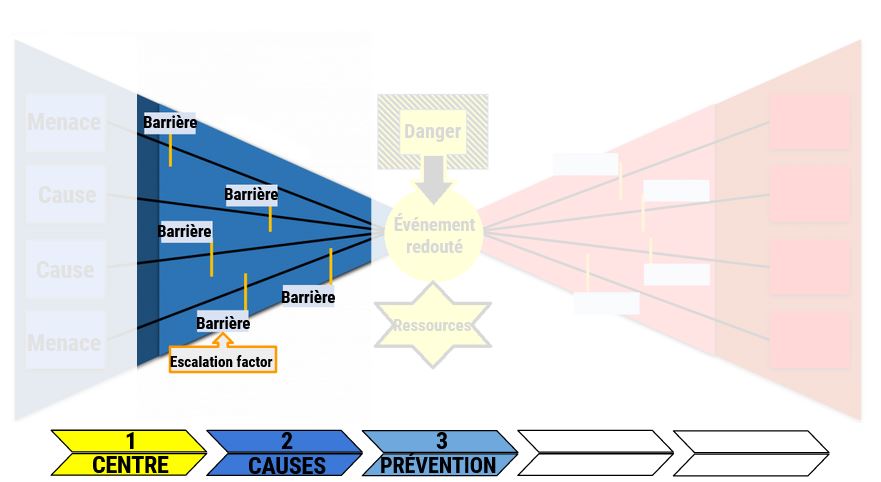 Menace
Barrière
Danger
Cause
Barrière
Barrière
Événement
redouté
Cause
Barrière
Menace
Barrière
Ressources
Escalation factor
1
CENTRE
2
CAUSES
3
PRÉVENTION